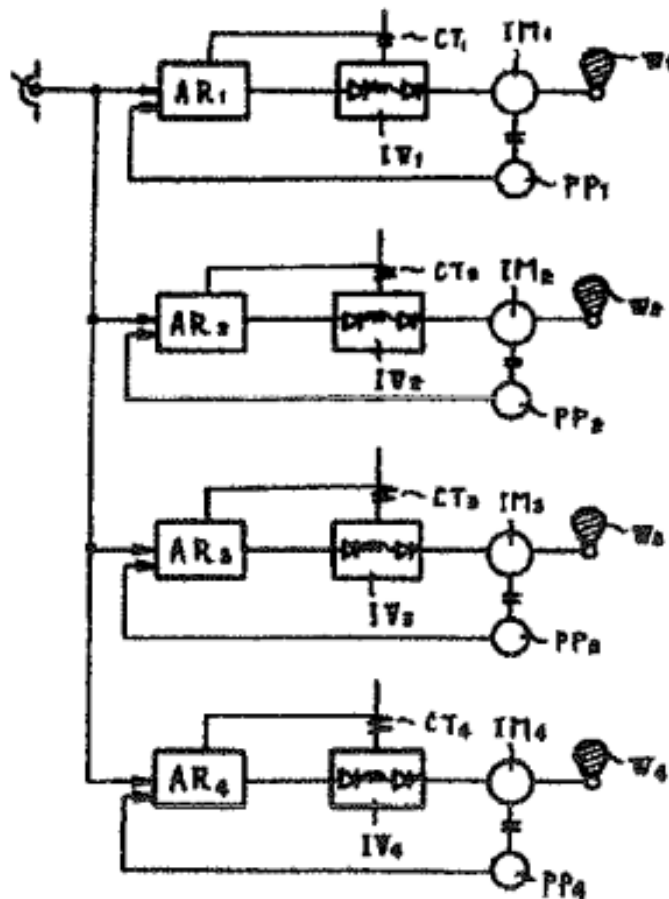 CT₁
IM₁
W₁
AR₁
IV₁
PP₁
CT₂
IM₂
W₂
AR₂
IV₂
PP₂
CT₃
IM₃
W₃
AR₃
IV₃
PP₃
CT₄
IM₄
W₄
AR₄
IV₄
PP₄